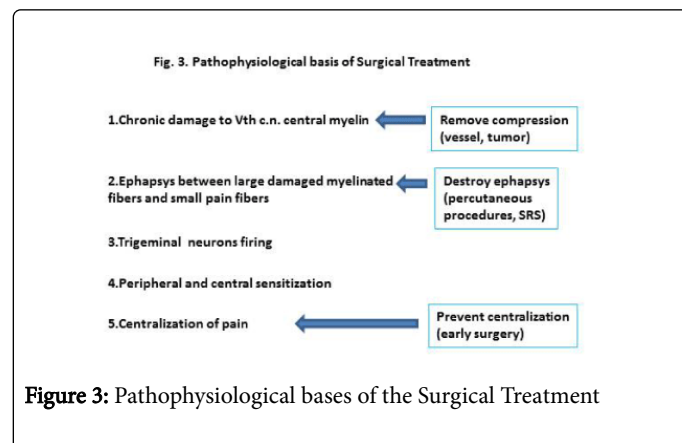 Fig. 3. Pathophysiological basis of Surgical Treatment
1.Chronic damage to Vth c.n. central myelin
Remove compression
(vessel, tumor)
2.Ephapsys between large damaged myelinated
fibers and small pain fibers
Destroy ephapsys
(percutaneous
procedures, SRS)
3.Trigeminal neurons firing
4.Peripheral and central sensitization
5.Centralization of pain
Prevent centralization
(early surgery)
Figure 3: Pathophysiological bases of the Surgical Treatment